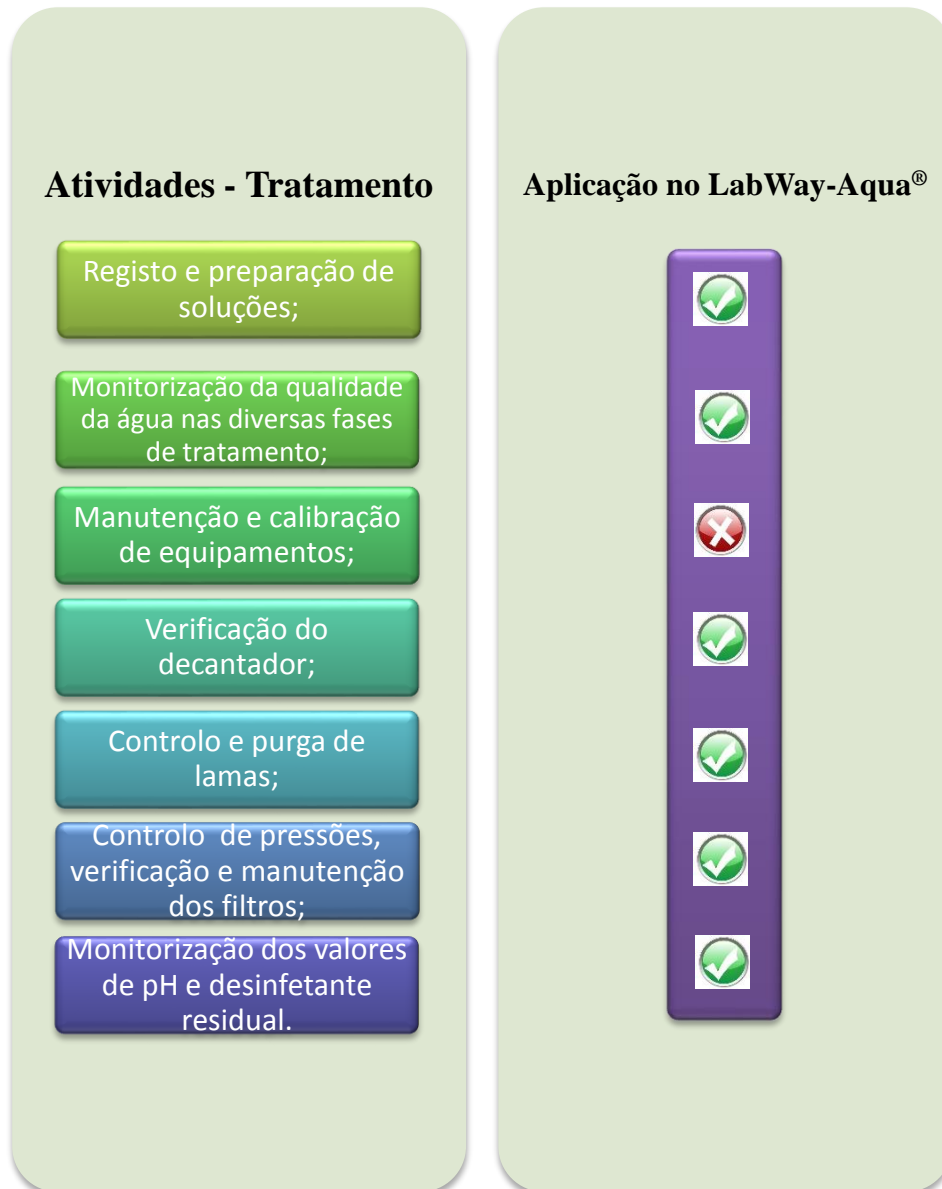 Atividades - Tratamento
Registo e preparação de
soluções;
Monitorização da qualidade
da água nas diversas fases
de tratamento;
Manutenção e calibração
de equipamentos;
Verificação do
decantador;
Controlo e purga de
lamas;
Controlo  de pressões,
verificação e manutenção
dos filtros;
Monitorização dos valores
de pH e desinfetante
residual.
Aplicação no LabWay-Aqua®